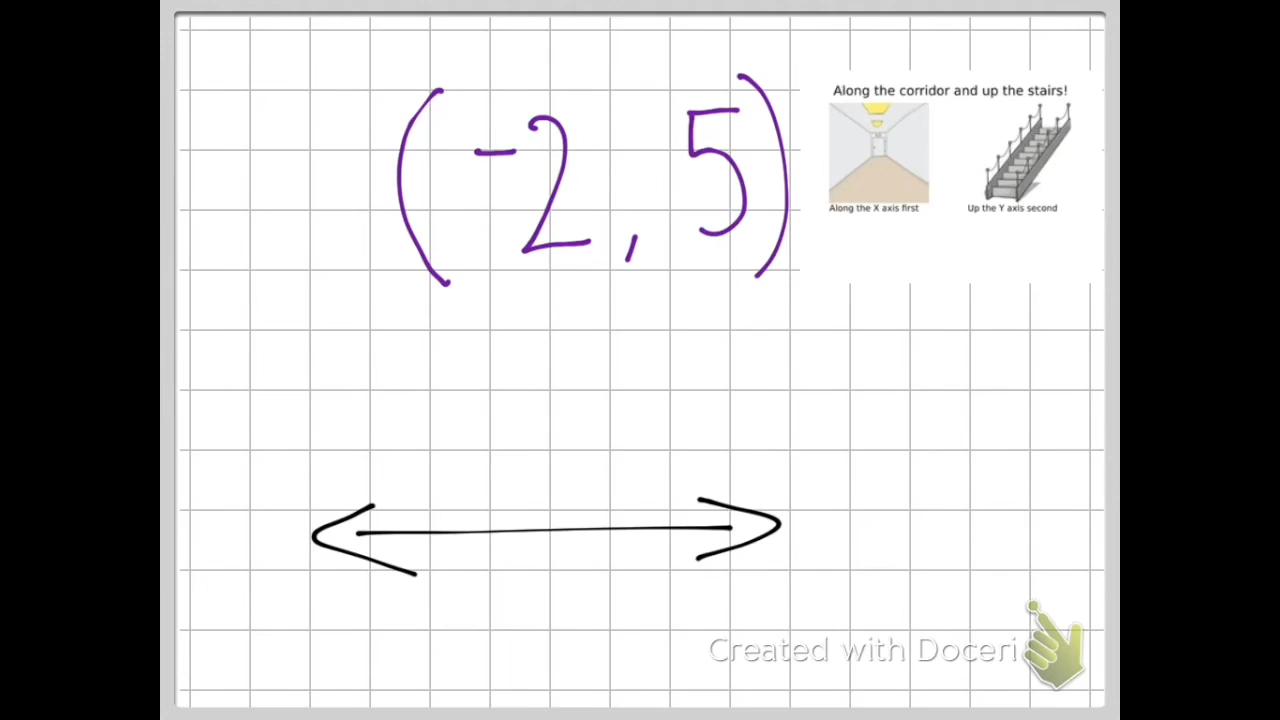 (-2, 5)
Along the corridor and up the stairs!
Along the X axis first
Up the Y axis second
Created with Doceri